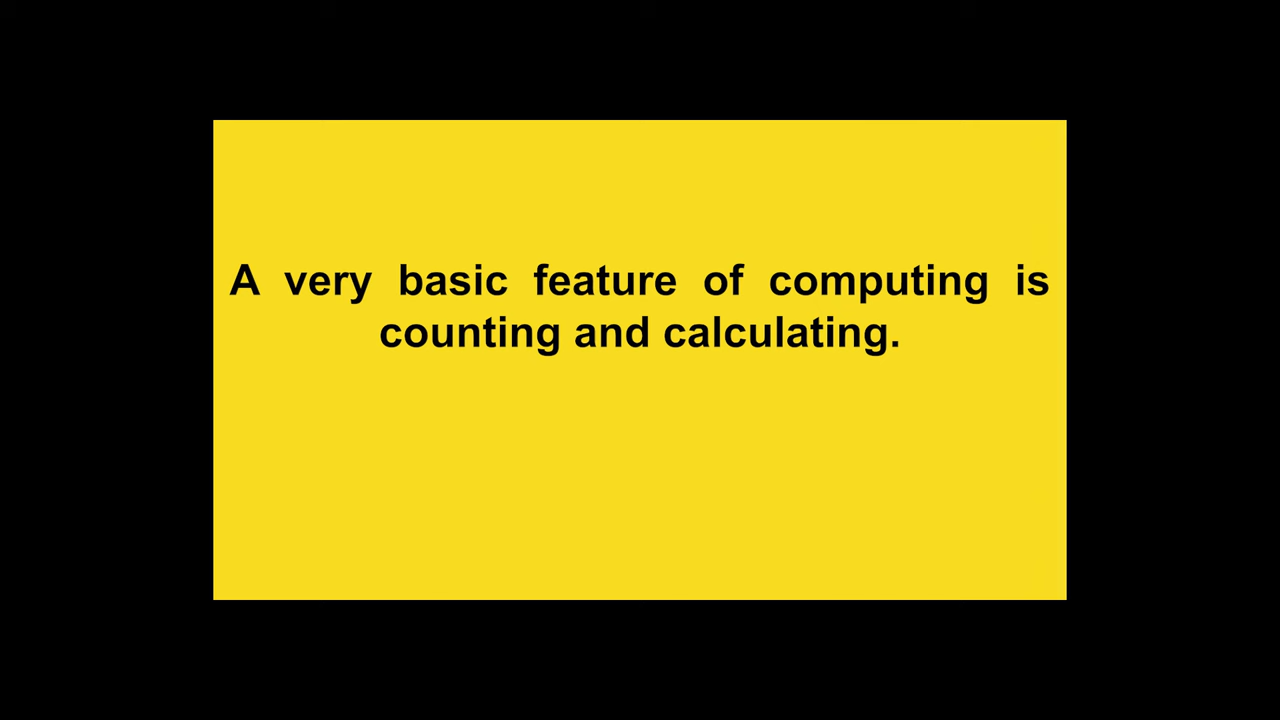 A very basic feature of computing is
counting and calculating.